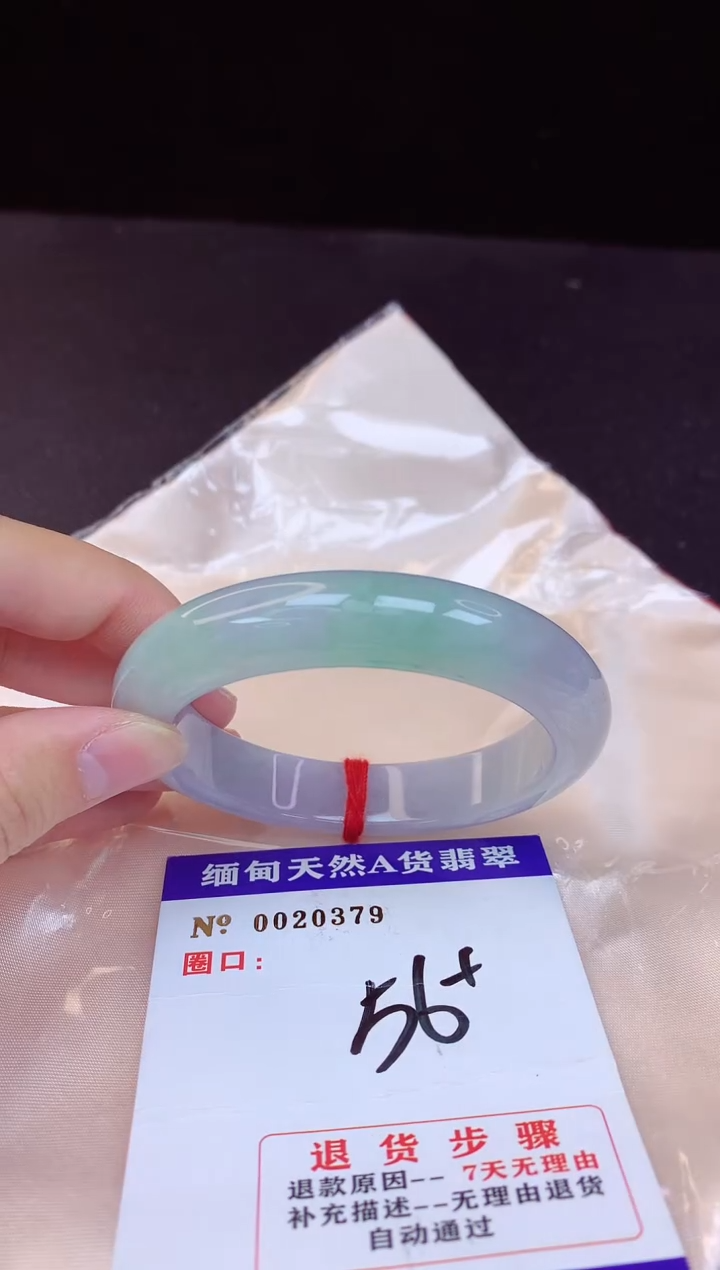 缅甸天然A货翡翠
Nº 0020379
圈口:
56+
退货步骤
退款原因--7天无理由
补充描述--无理由退货
自动通过